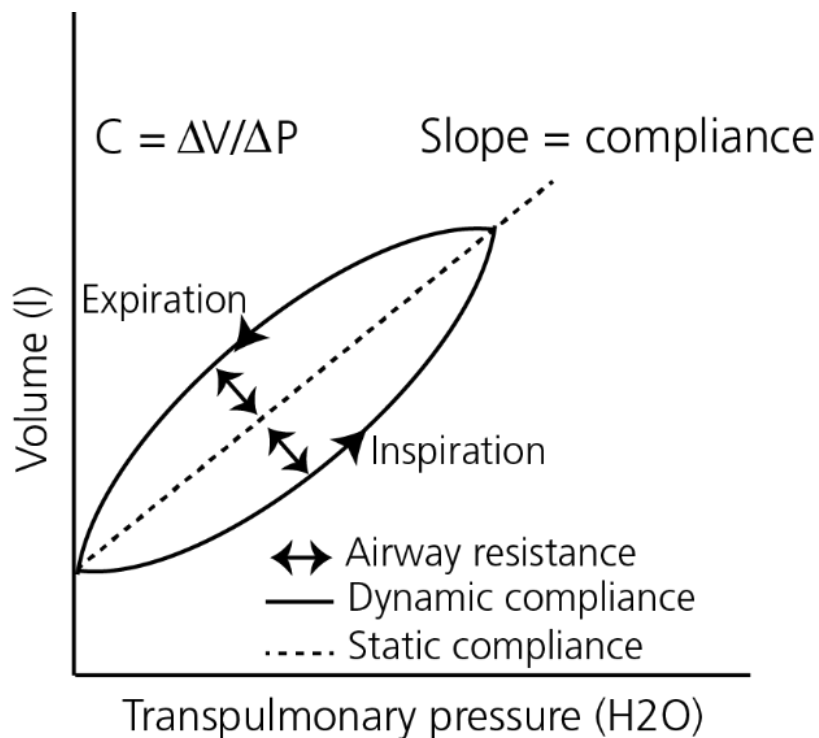 C = ΔV/ΔP
Slope = compliance
Expiration
Volume (l)
Inspiration
Airway resistance
Dynamic compliance
Static compliance
Transpulmonary pressure (H2O)